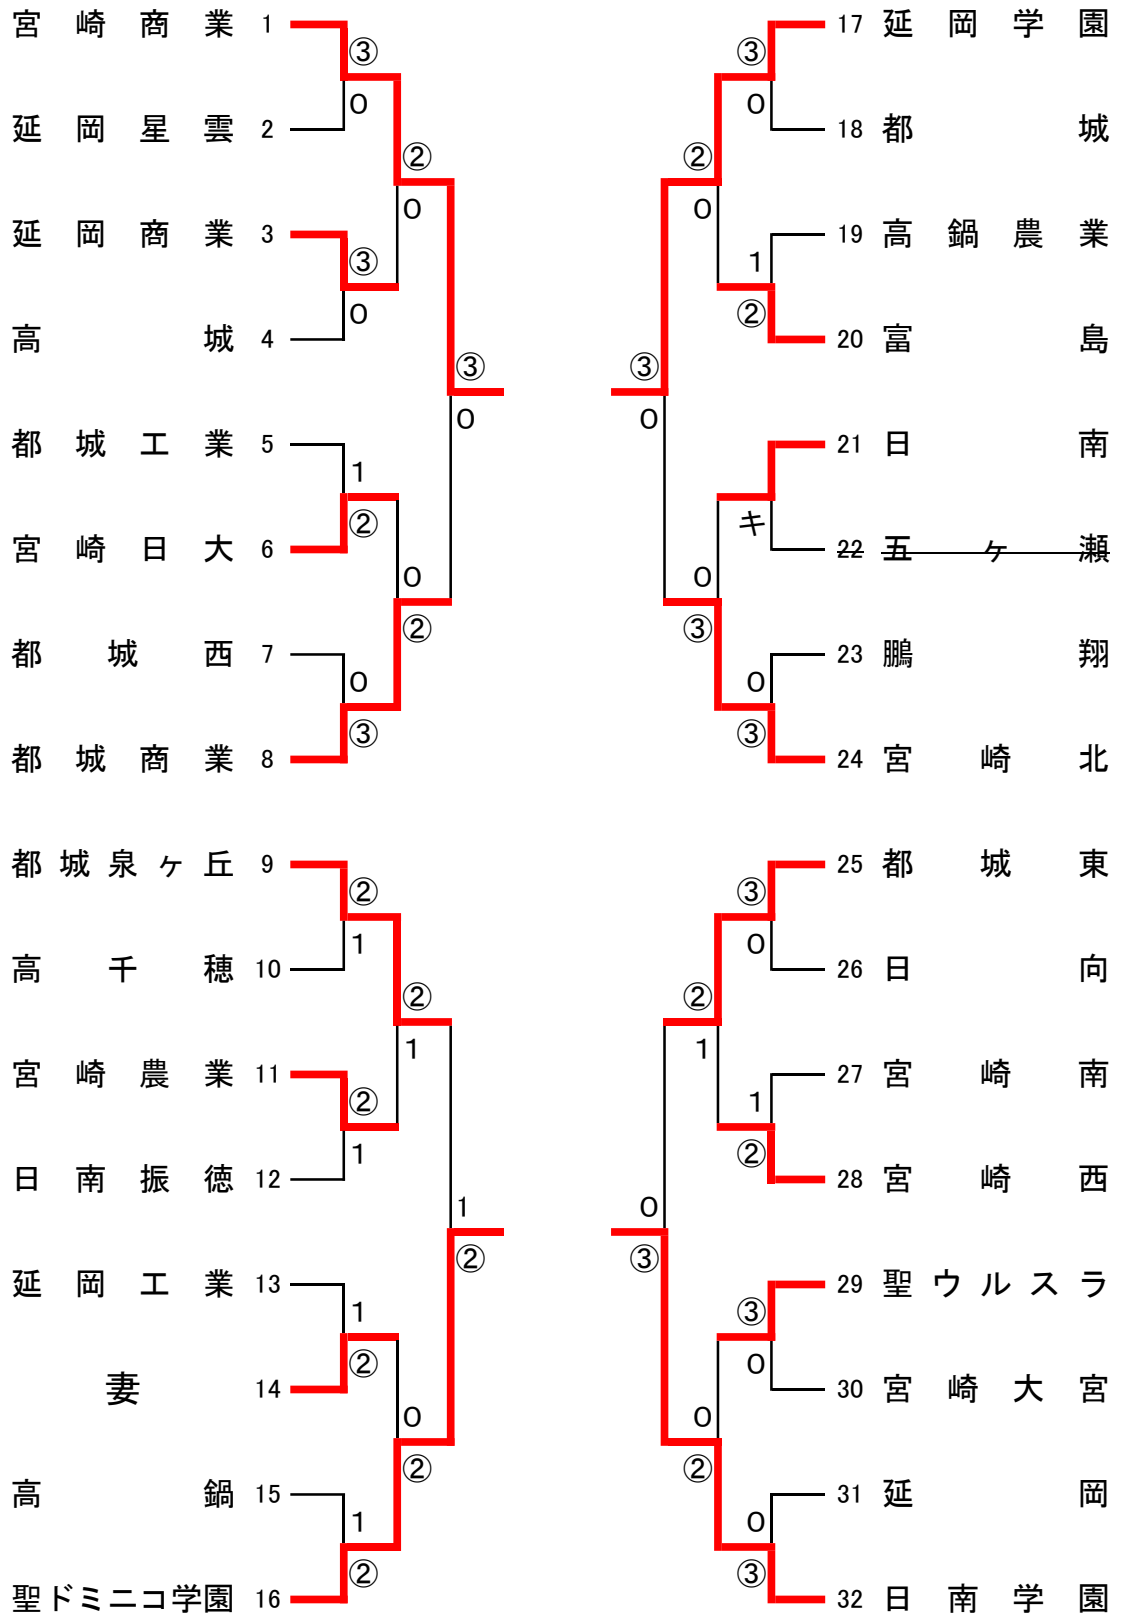 宮崎商業 1
③
0
延岡星雲 2
②
0
延岡商業 3
③
0
高城 4
③
0
都城工業 5
1
②
宮崎日大 6
0
②
都城西 7
0
③
都城商業 8
都城泉ヶ丘 9
②
1
高千穂 10
②
1
宮崎農業 11
②
1
日南振徳 12
1
②
延岡工業 13
1
②
妻 14
0
②
高鍋 15
1
②
聖ドミニコ学園 16
17 延岡学園
③
0
18 都城
②
0
19 高鍋農業
1
②
20 富島
③
0
21 日南
キ
22 五ヶ瀬
0
③
23 鵬翔
0
③
24 宮崎北
25 都城東
③
0
26 日向
②
1
27 宮崎南
1
②
28 宮崎西
0
③
29 聖ウルスラ
③
0
30 宮崎大宮
0
②
31 延岡
0
③
32 日南学園